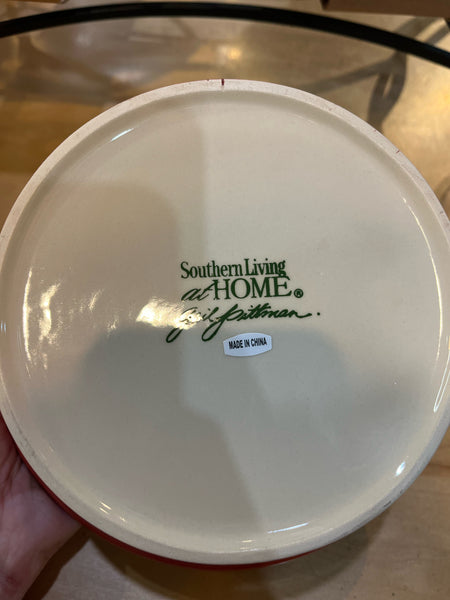 Southern Living
at HOME®
Gail Pittman.
MADE IN CHINA